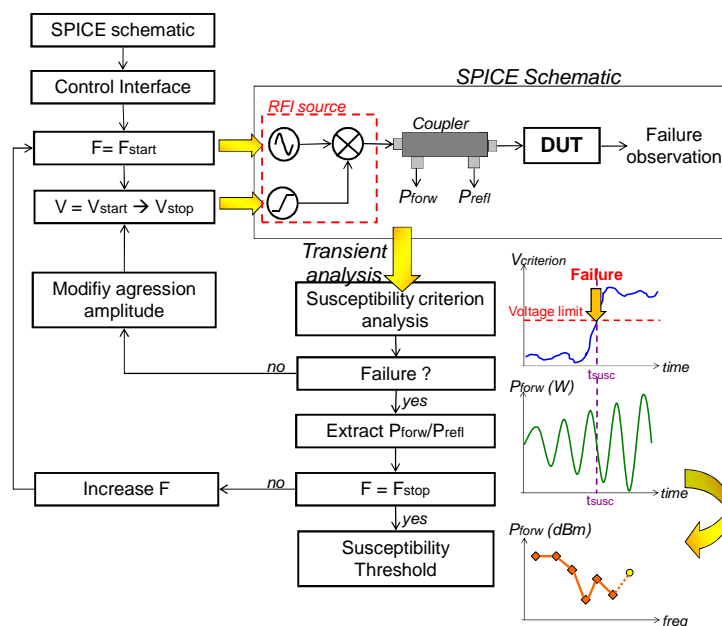 SPICE schematic
Control Interface
F= Fstart
V = Vstart → Vstop
Modifiy agression
amplitude
Increase F
SPICE Schematic
RFI source
Coupler
Pforw
Prefl
DUT
Failure
observation
Transient
analysis
Susceptibility criterion
analysis
Failure ?
no
yes
Extract Pforw/Prefl
F = Fstop
no
yes
Susceptibility
Threshold
Vcriterion
Failure
Voltage limit
time
tsusc
Pforw (W)
time
tsusc
Pforw (dBm)
freq